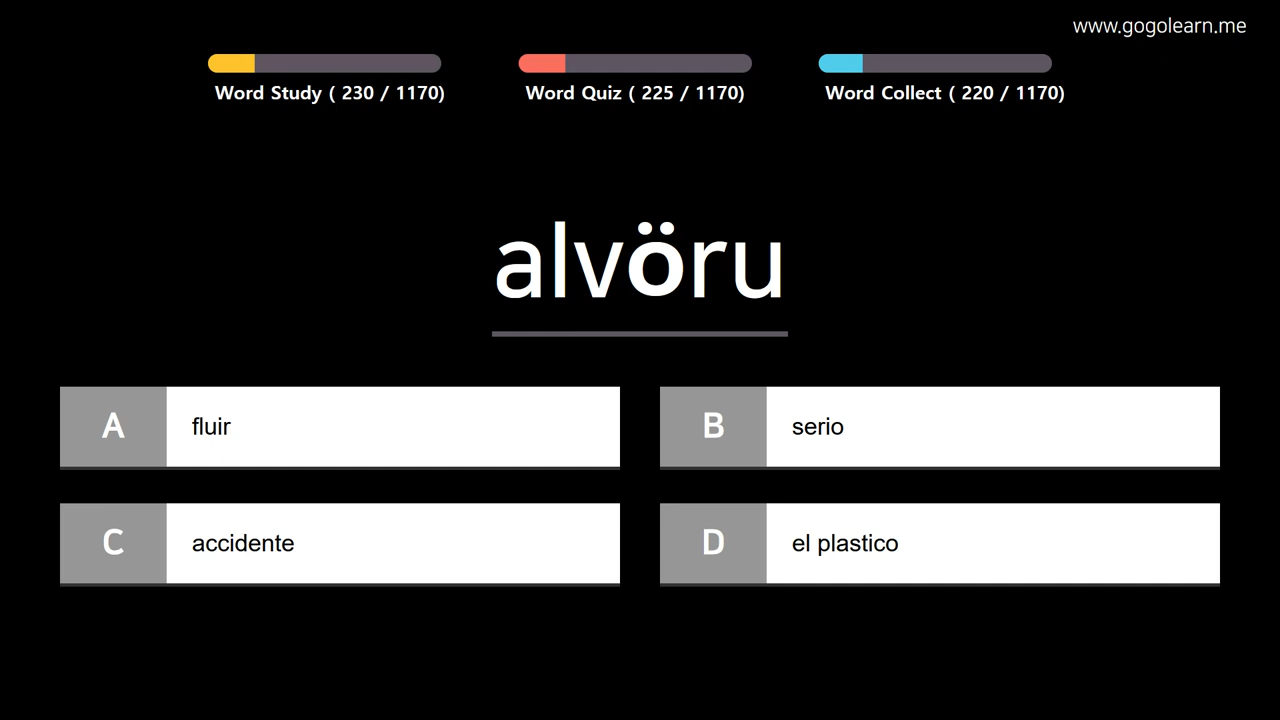 www.gogolearn.me
Word Study ( 230 / 1170)
Word Quiz ( 225 / 1170)
Word Collect ( 220 / 1170)
alvöru
A fluir
B serio
C accidente
D el plastico